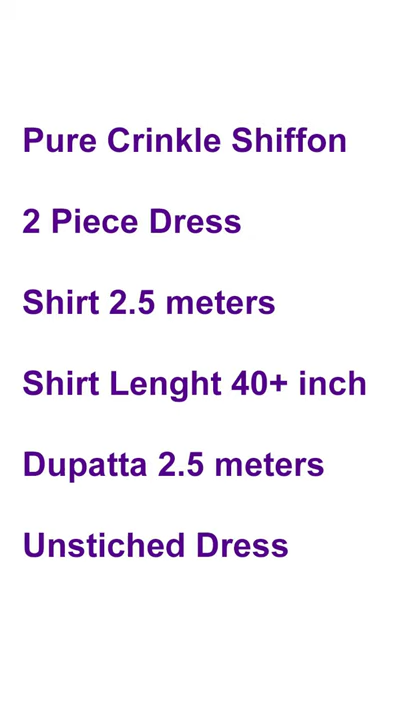 Pure Crinkle Shiffon
2 Piece Dress
Shirt 2.5 meters
Shirt Lenght 40+ inch
Dupatta 2.5 meters
Unstiched Dress